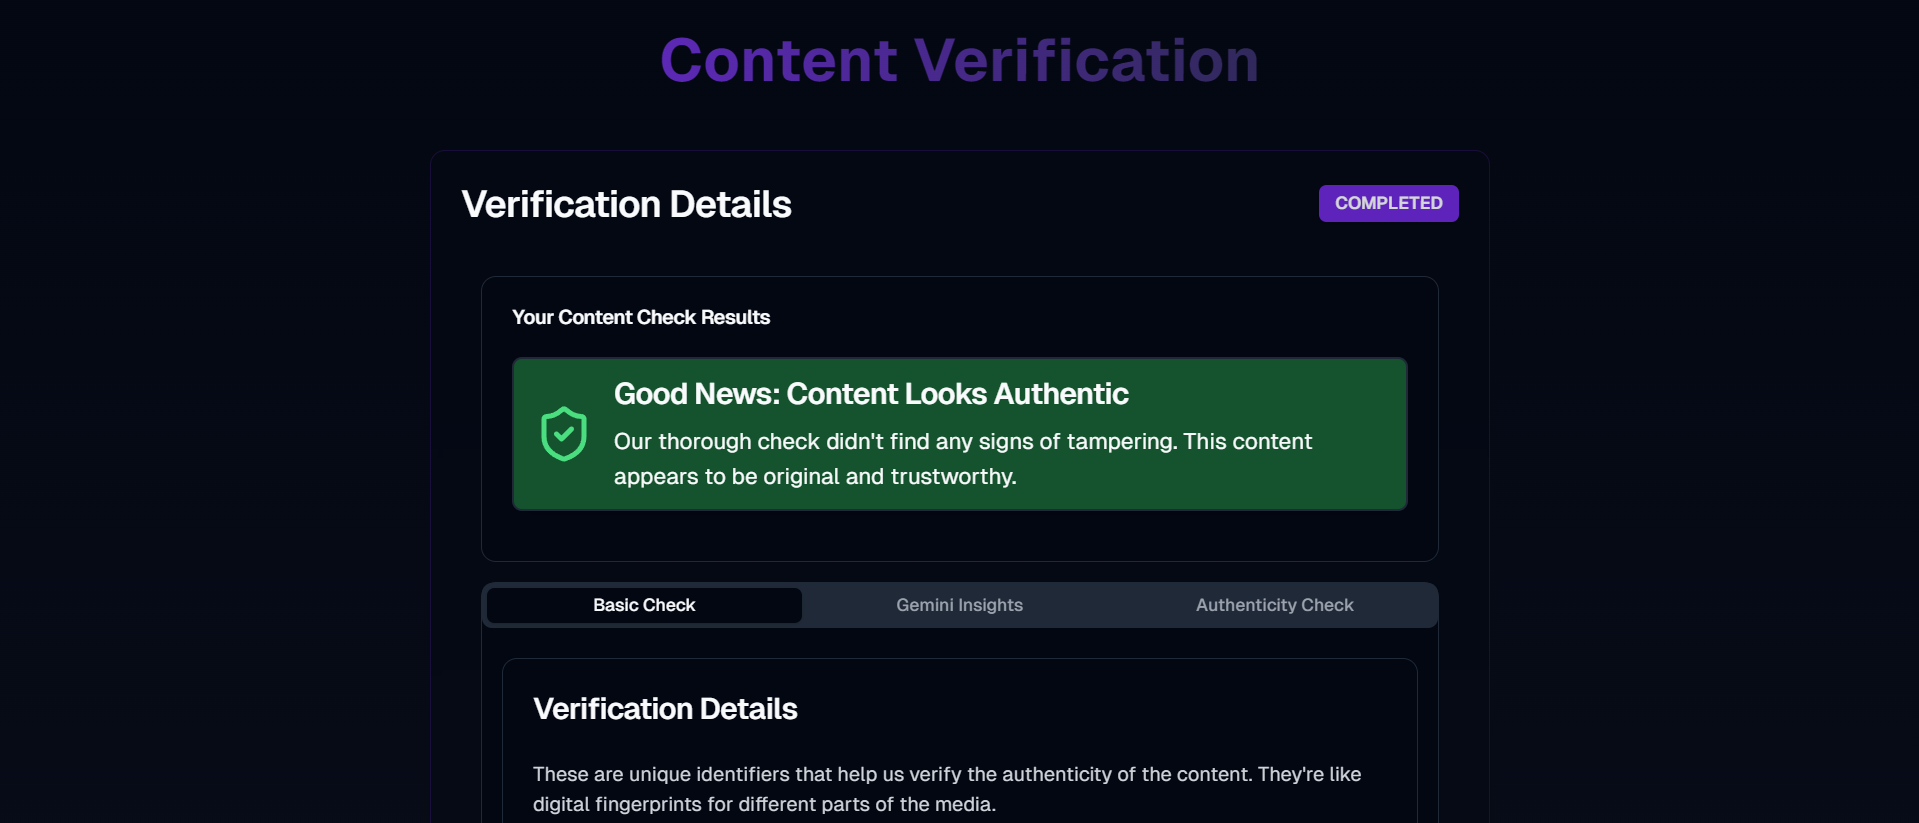 Content Verification
Verification Details
COMPLETED
Your Content Check Results
Good News: Content Looks Authentic
Our thorough check didn't find any signs of tampering. This content
appears to be original and trustworthy.
Basic Check
Gemini Insights
Authenticity Check
Verification Details
These are unique identifiers that help us verify the authenticity of the content. They're like
digital fingerprints for different parts of the media.